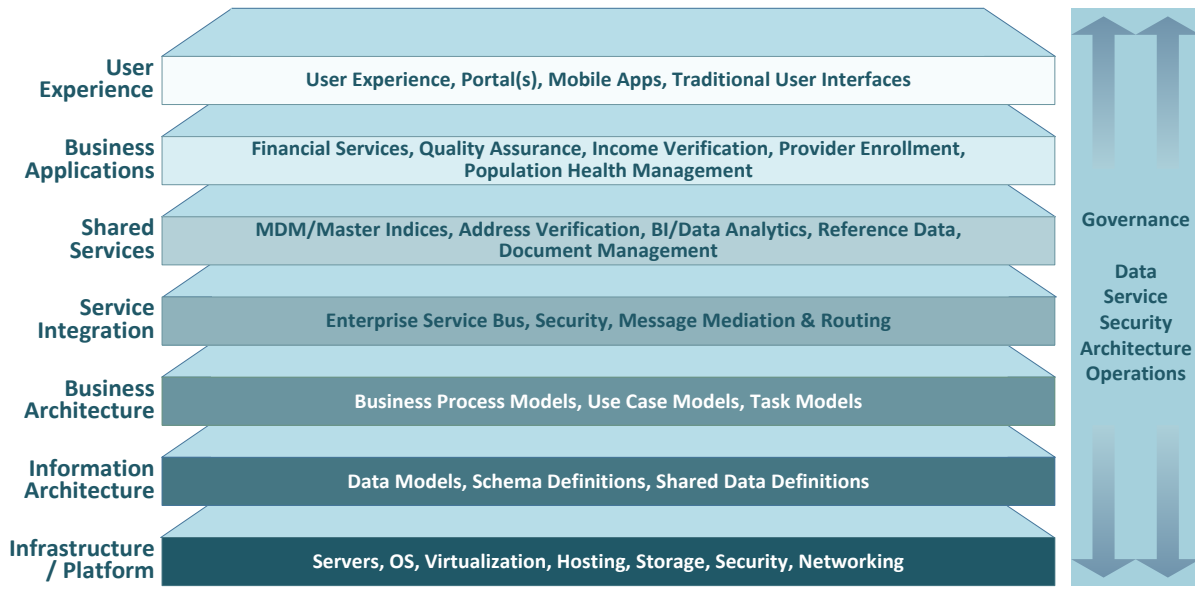 User
Experience
User Experience, Portal(s), Mobile Apps, Traditional User Interfaces
Business
Applications
Financial Services, Quality Assurance, Income Verification, Provider Enrollment,
Population Health Management
Shared
Services
MDM/Master Indices, Address Verification, BI/Data Analytics, Reference Data,
Document Management
Service
Integration
Enterprise Service Bus, Security, Message Mediation & Routing
Business
Architecture
Business Process Models, Use Case Models, Task Models
Information
Architecture
Data Models, Schema Definitions, Shared Data Definitions
Infrastructure
/ Platform
Servers, OS, Virtualization, Hosting, Storage, Security, Networking
Governance
Data
Service
Security
Architecture
Operations